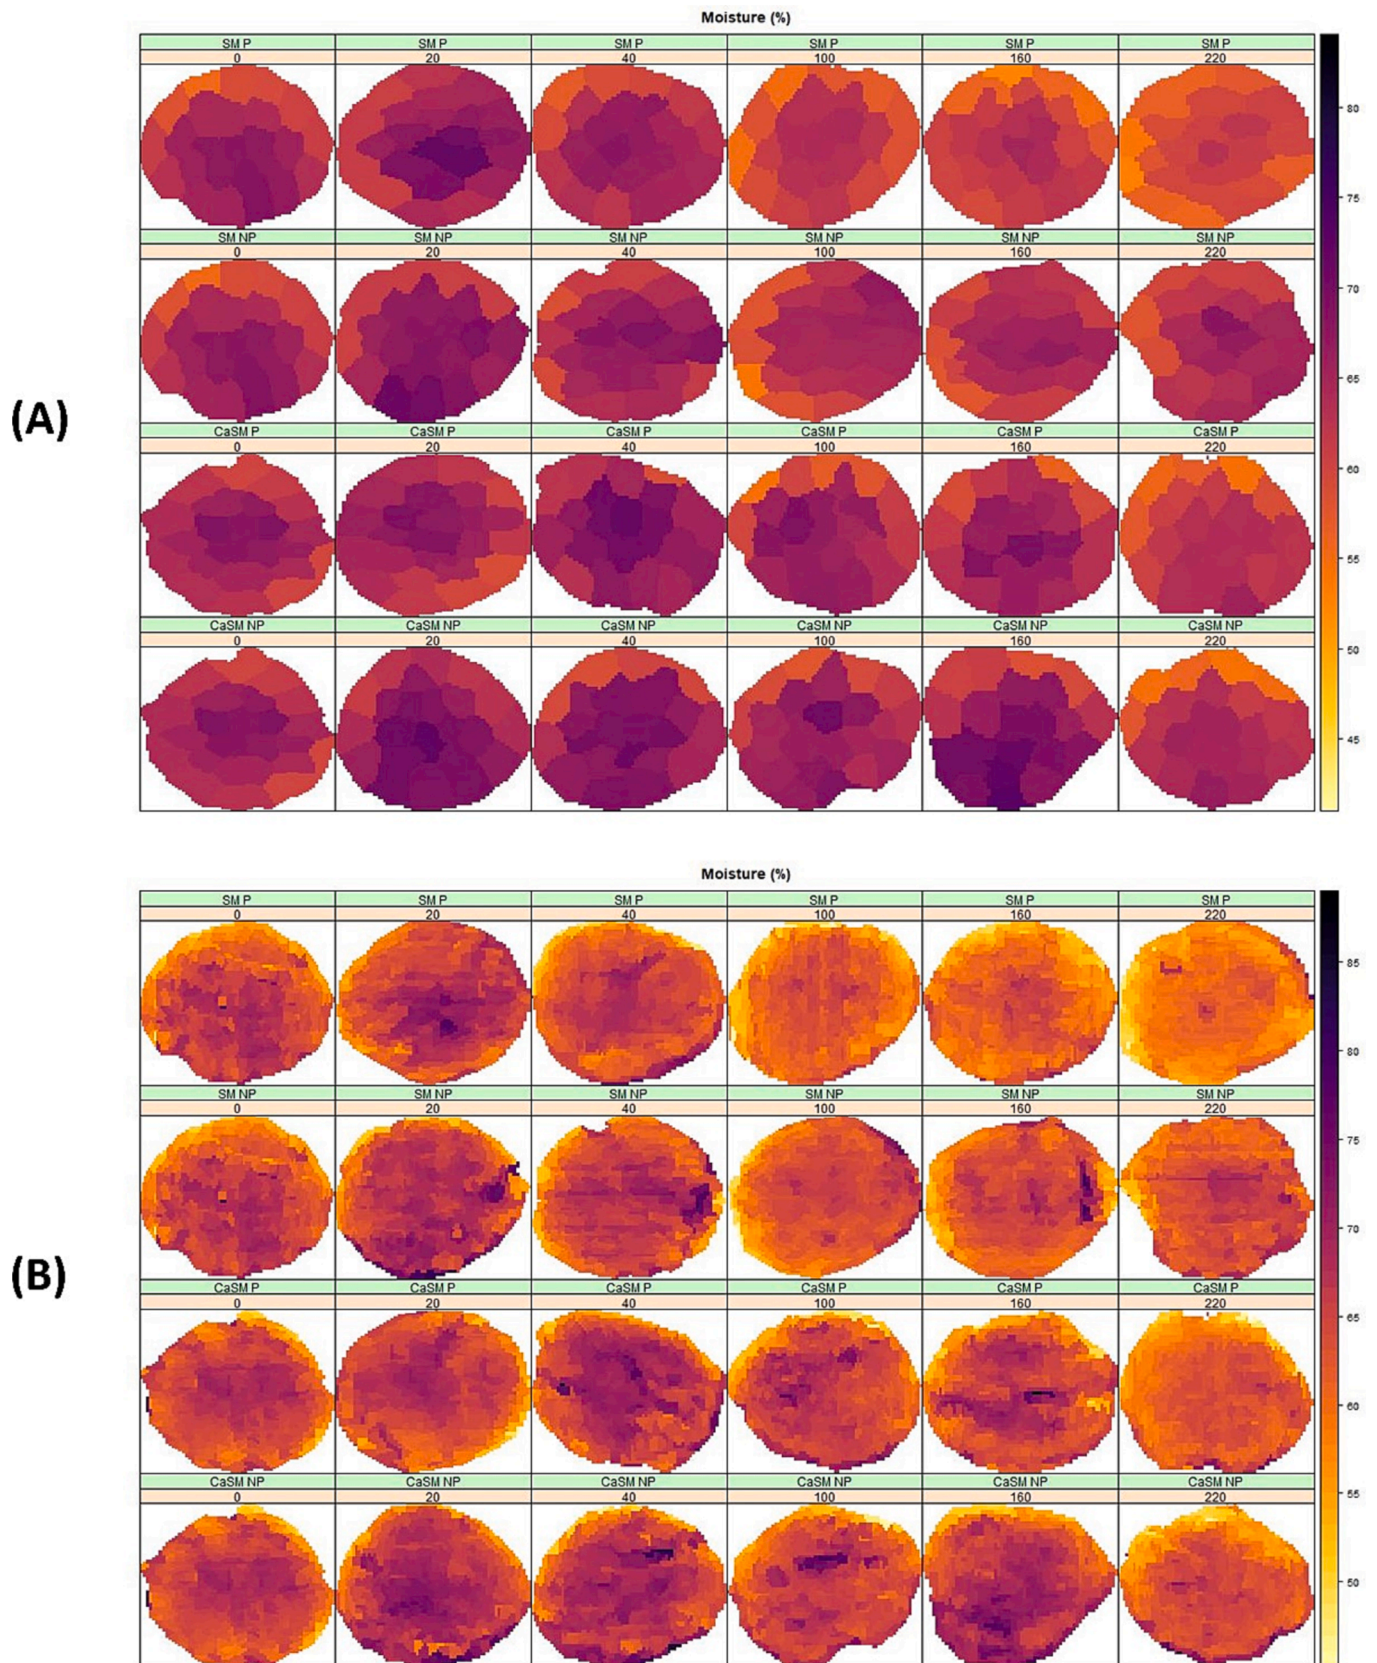 Moisture (%)
SM P SM P SM P SM P SM P SM P
0 20 40 100 160 220
SM NP SM NP SM NP SM NP SM NP SM NP
0 20 40 100 160 220
CaSM P CaSM P CaSM P CaSM P CaSM P CaSM P
0 20 40 100 160 220
CaSM NP CaSM NP CaSM NP CaSM NP CaSM NP CaSM NP
0 20 40 100 160 220
80
75
70
65
60
55
50
45
(A)
Moisture (%)
SM P SM P SM P SM P SM P SM P
0 20 40 100 160 220
SM NP SM NP SM NP SM NP SM NP SM NP
0 20 40 100 160 220
CaSM P CaSM P CaSM P CaSM P CaSM P CaSM P
0 20 40 100 160 220
CaSM NP CaSM NP CaSM NP CaSM NP CaSM NP CaSM NP
0 20 40 100 160 220
85
80
75
70
65
60
55
50
(B)